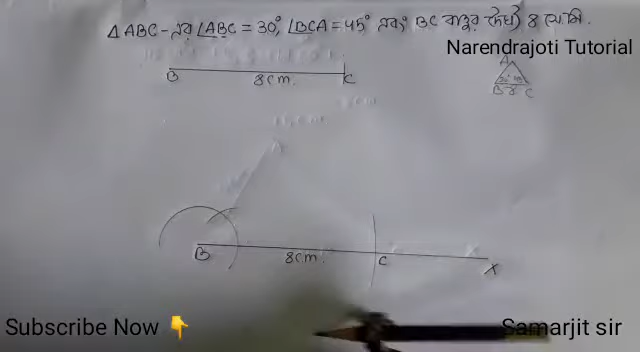 △ABC-এর ∠ABC = 30°, ∠BCA = 45° এবং BC বাহুর দৈর্ঘ্য 8 সে.মি.
Narendrajoti Tutorial
A
30° 45°
B 8 C
B 8cm. C
B 8cm. C X
Subscribe Now 👇
Samarjit sir